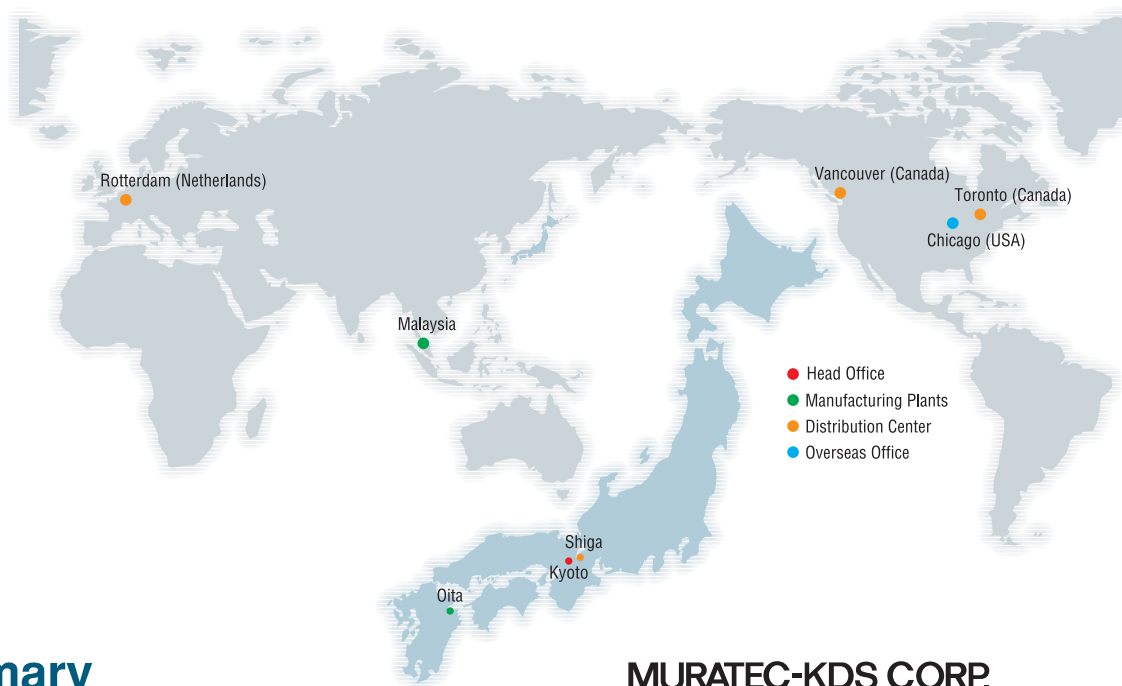 Rotterdam (Netherlands)
Vancouver (Canada)
Toronto (Canada)
Chicago (USA)
Malaysia
Head Office
Manufacturing Plants
Distribution Center
Overseas Office
Shiga
Kyoto
Oita
MURATEC-KDS CORP.